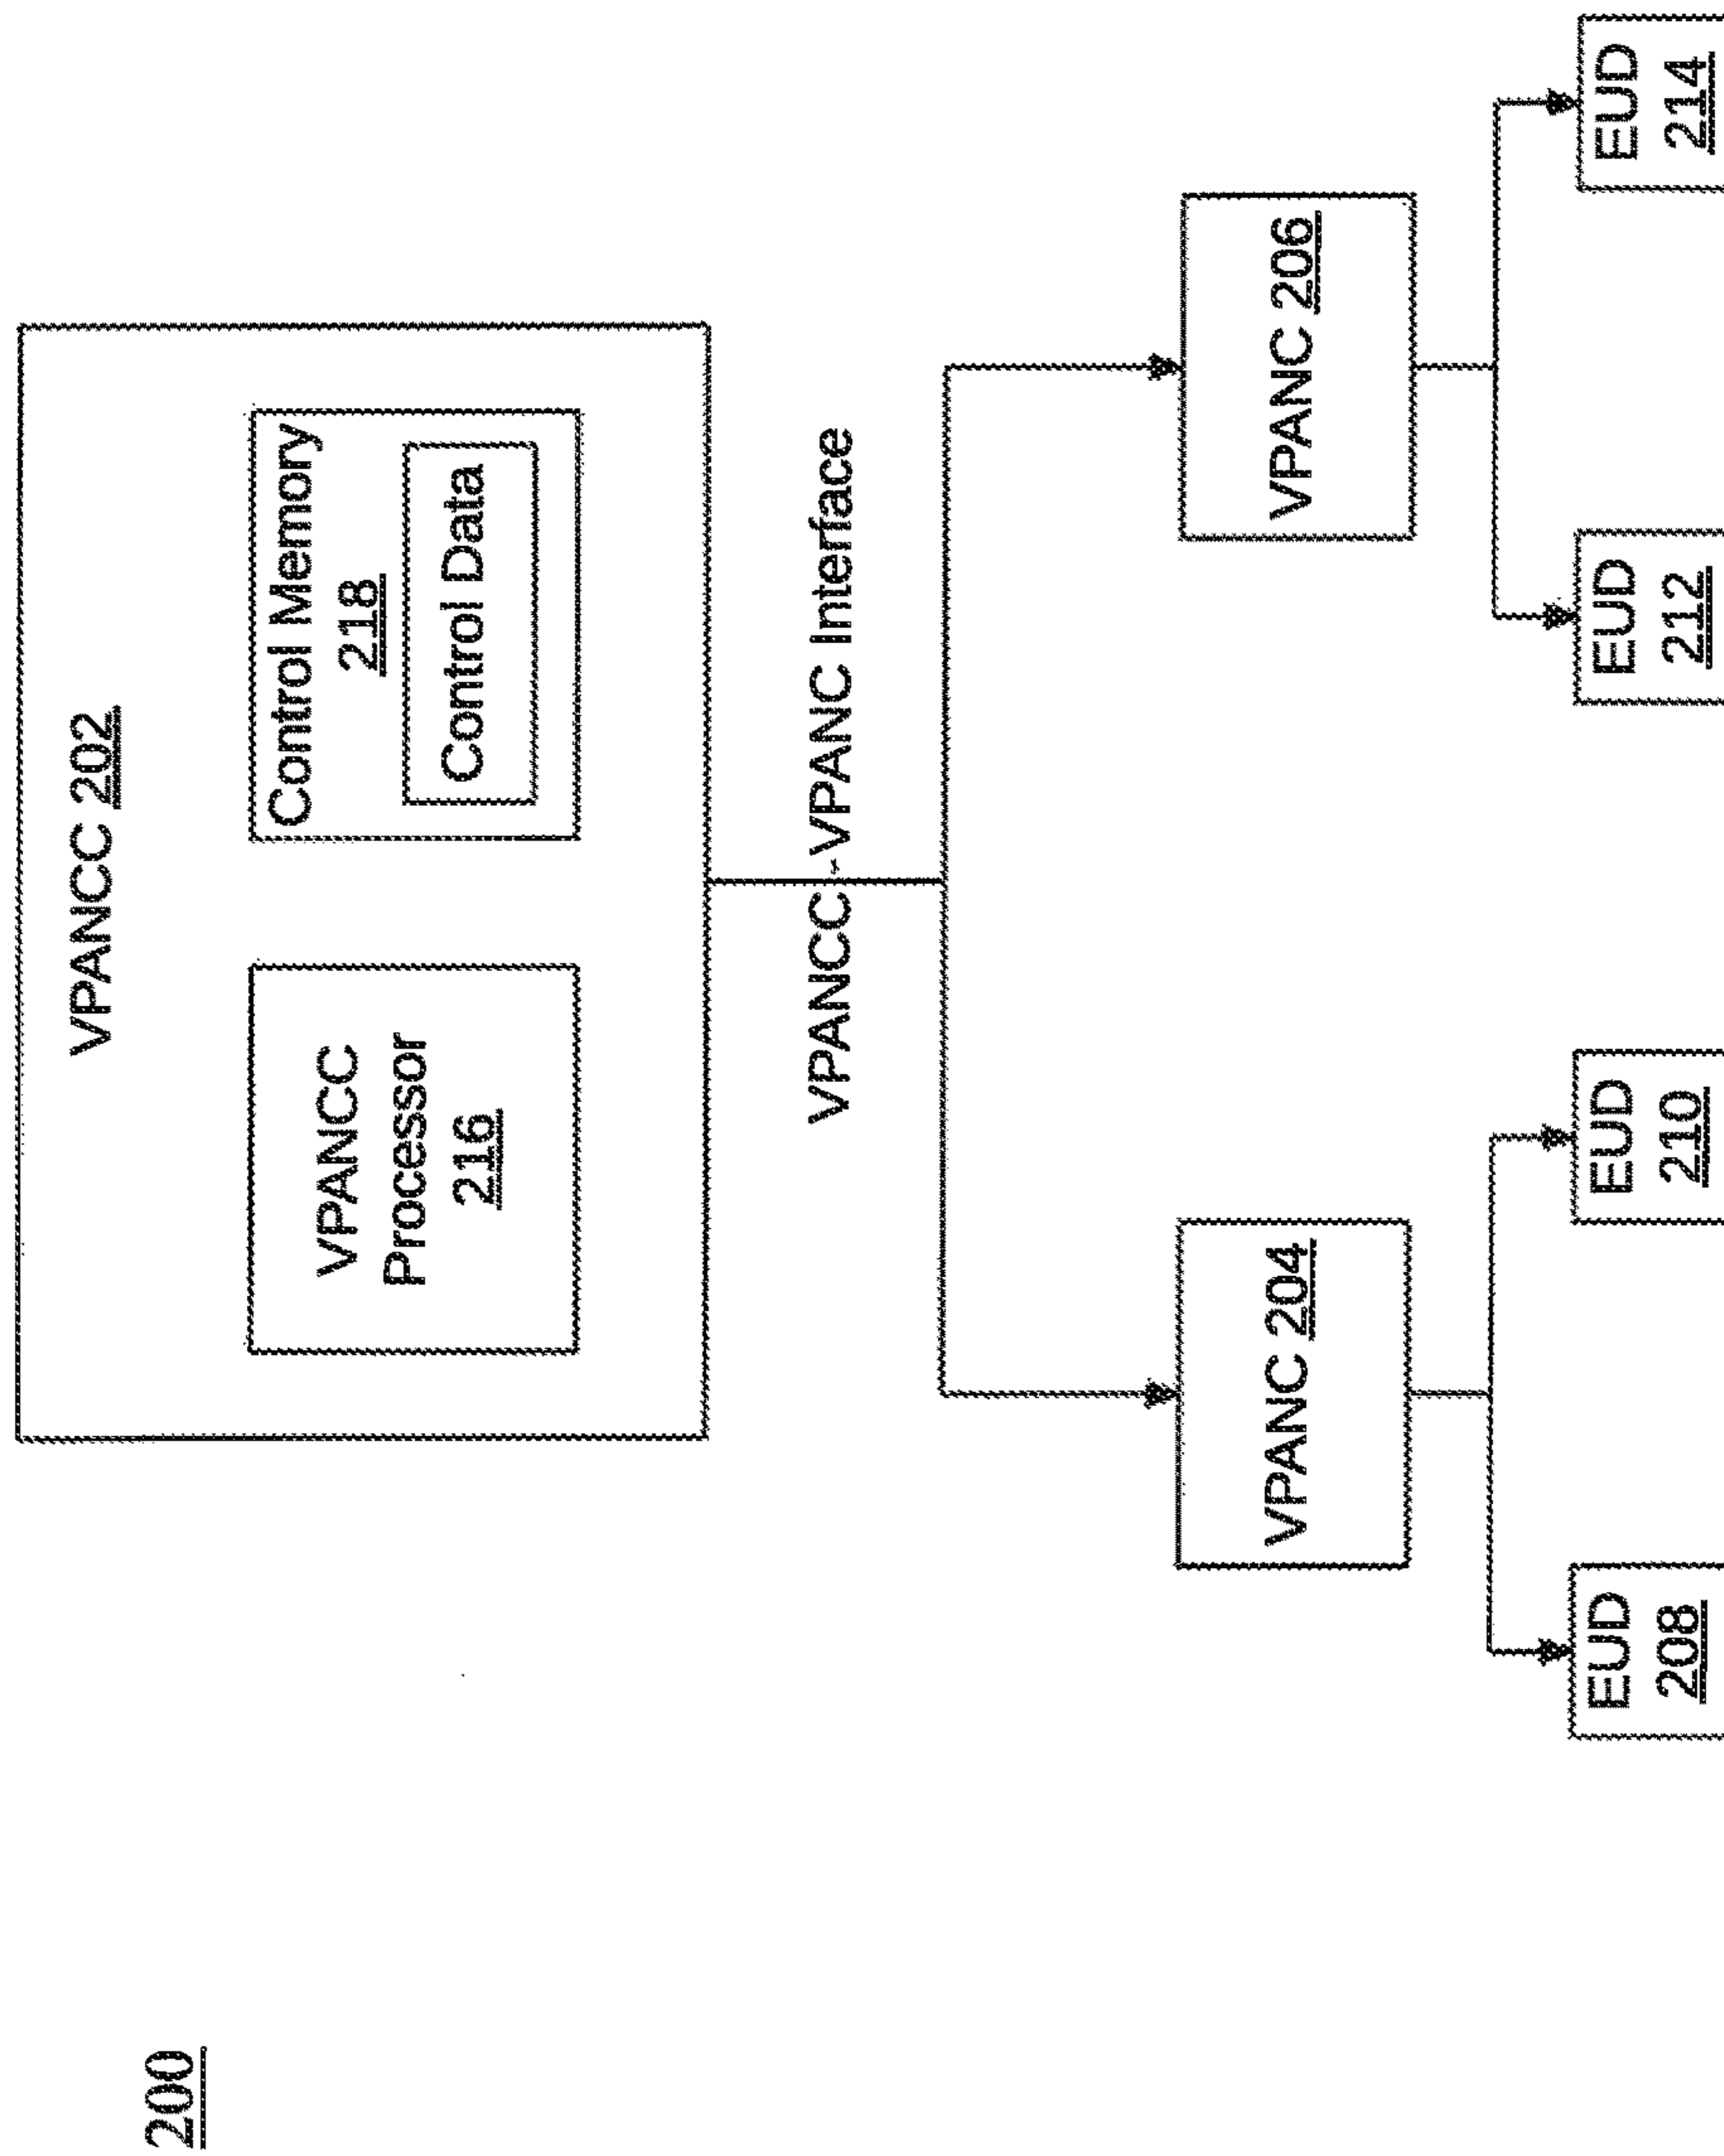 200
VPANCC 202
VPANCC
Processor
216
Control Memory
218
Control Data
VPANCC-VPANC Interface
VPANC 204
VPANC 206
EUD
208
EUD
210
EUD
212
EUD
214